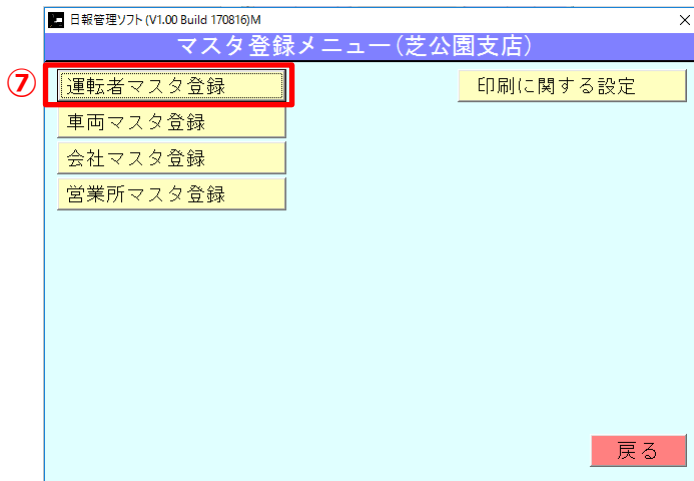 日報管理ソフト (V1.00 Build 170816)M
マスタ登録メニュー(芝公園支店)
⑦
運転者マスタ登録
印刷に関する設定
車両マスタ登録
会社マスタ登録
営業所マスタ登録
戻る